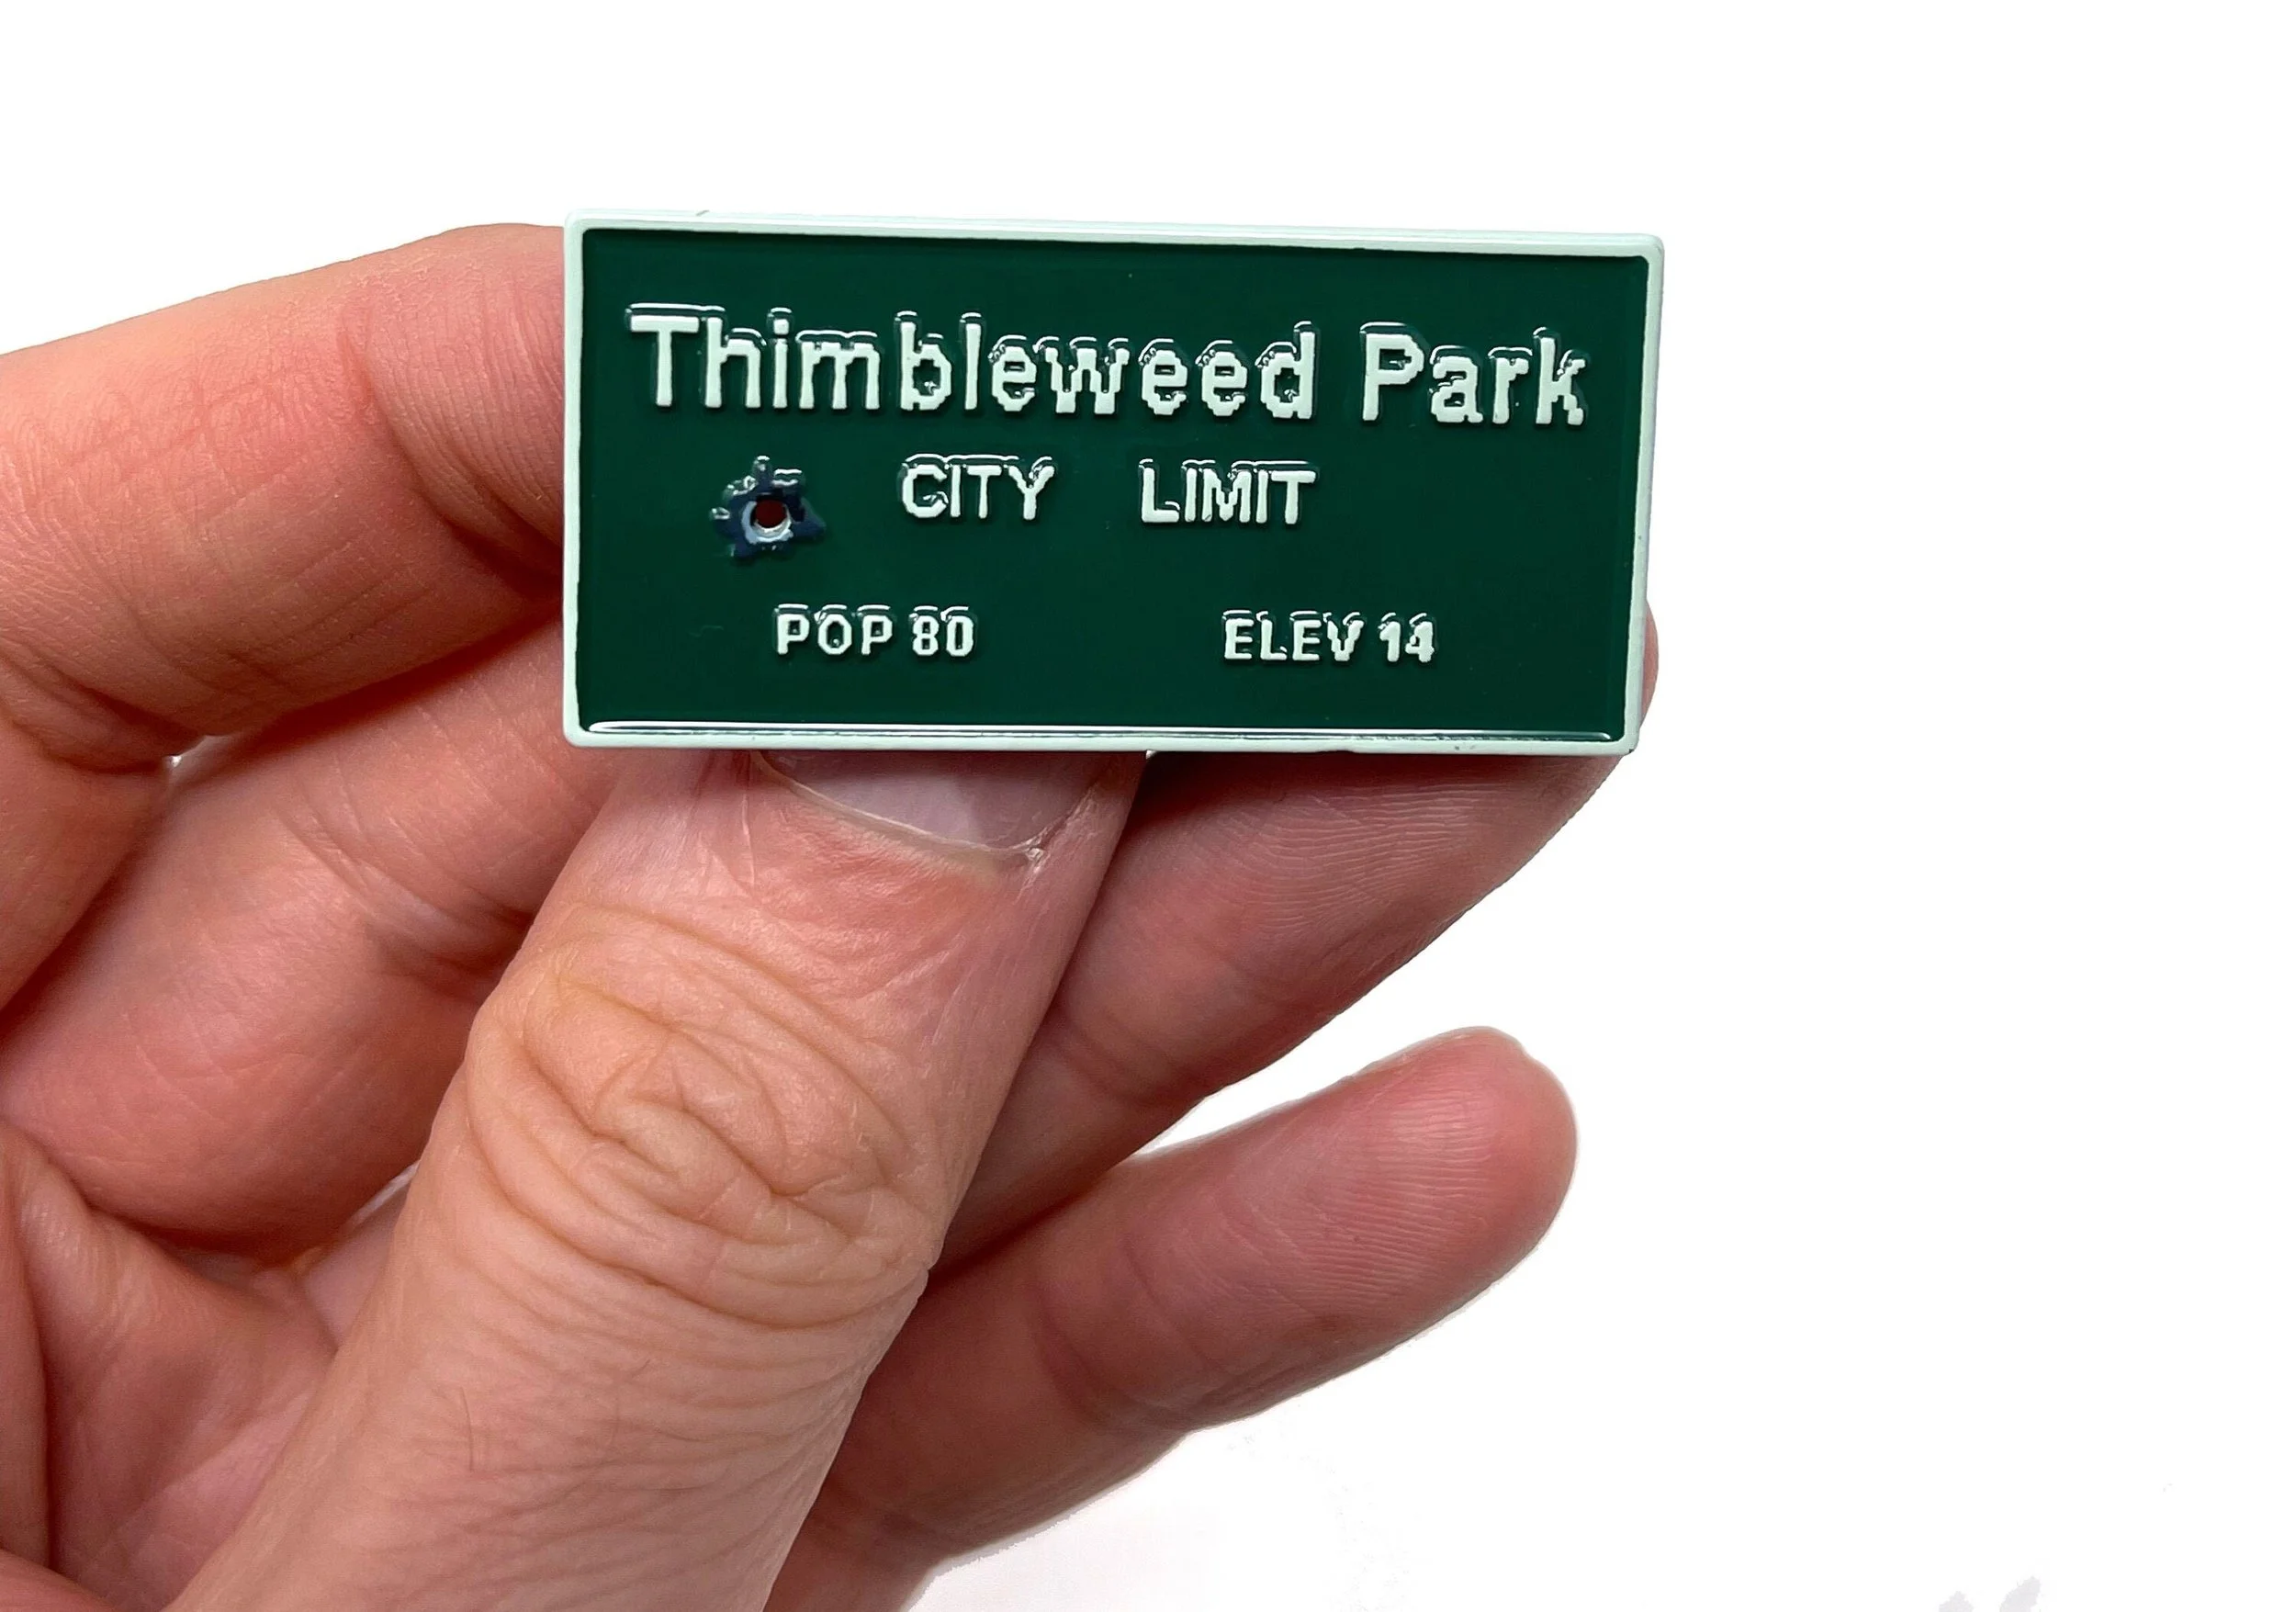 Thimbleweed Park
CITY LIMIT
POP 80 ELEV 14